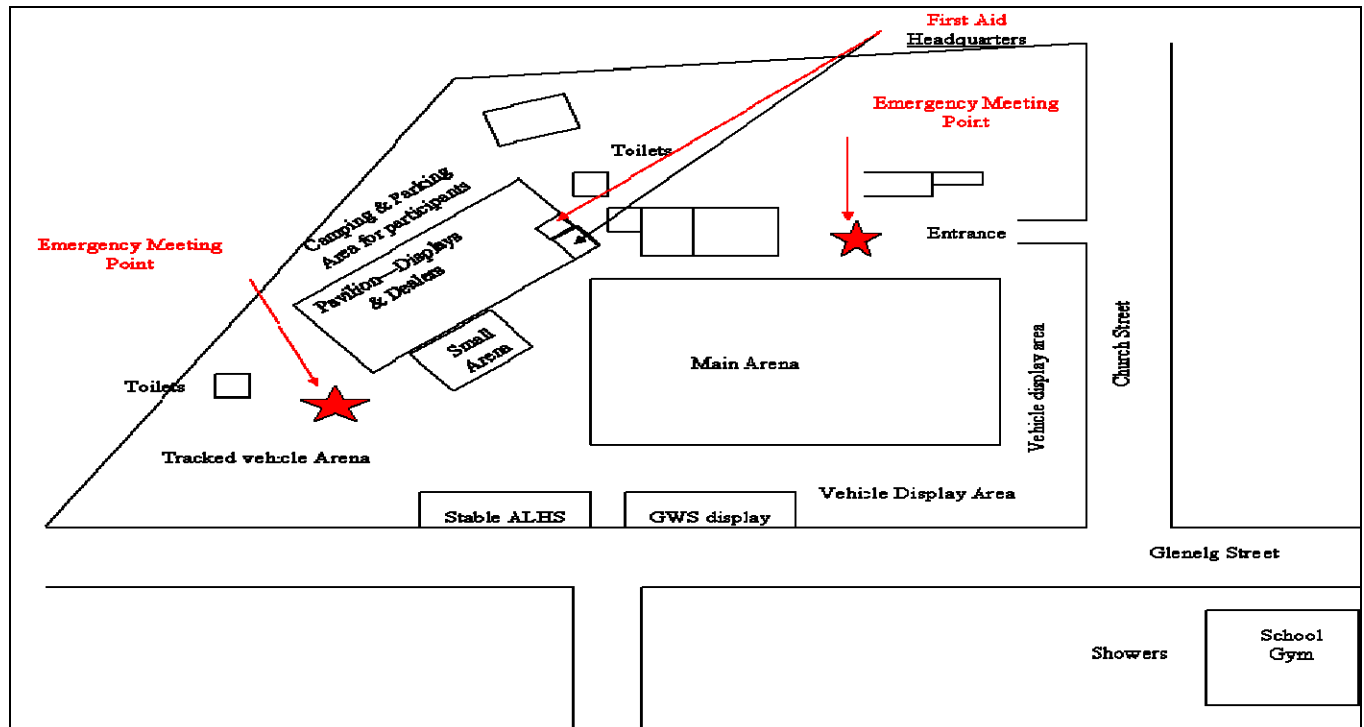 First Aid
Headquarters
Emergency Meeting
Point
Toilets
Camping & Parking
Area for participants
Entrance
Emergency Meeting
Point
Pavilion—Displays
& Dealers
Small
Arena
Main Arena
Vehicle display area
Church Street
Toilets
Tracked vehicle Arena
Vehicle Display Area
Stable ALHS
GWS display
Glenelg Street
Showers
School
Gym